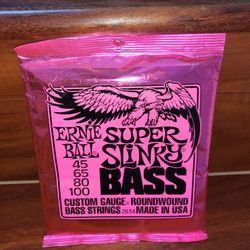 ERNIE BALL
SUPER SLINKY
BASS
45
65
80
100
CUSTOM GAUGE ROUNDWOUND
BASS STRINGS 2834 MADE IN USA